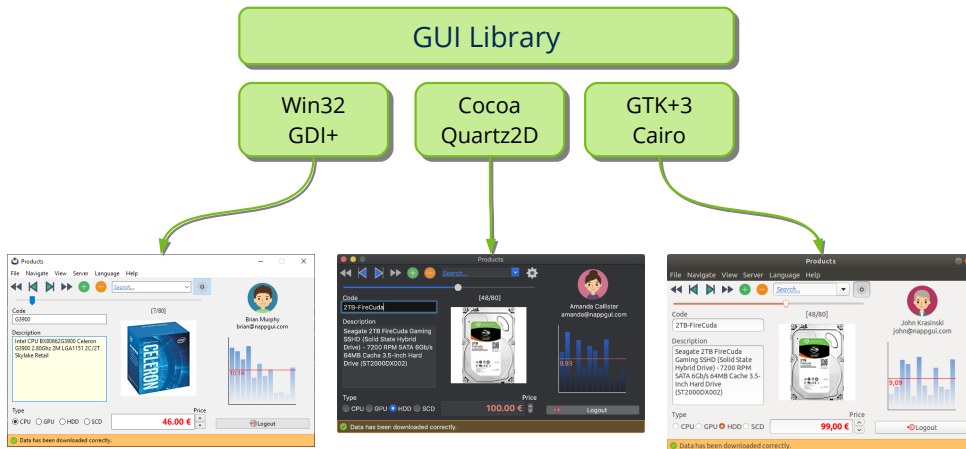 GUI Library
Win32
GDI+
Cocoa
Quartz2D
GTK+3
Cairo
Products
File Navigate View Server Language Help
Search...
Code
[7/80]
G3900
Brian Murphy
brian@nappgui.com
Description
Intel CPU BX80662G3900 Celeron
G3900 2.80Ghz 2M LGA1151 2C/2T
Skylake Retail
CELERON
10,14
Type
Price
CPU GPU HDD SCD
46.00 €
Logout
Data has been downloaded correctly.
Products
Search...
Code
[48/80]
2TB-FireCuda
Amanda Callister
amanda@nappgui.com
Description
Seagate 2TB FireCuda Gaming
SSHD (Solid State Hybrid
Drive) - 7200 RPM SATA 6Gb/s
64MB Cache 3.5-Inch Hard
Drive (ST2000DX002)
Type
Price
CPU GPU HDD SCD
100.00 €
Logout
Data has been downloaded correctly.
Products
File Navigate View Server Language Help
Search...
Code
[48/80]
2TB-FireCuda
John Krasinski
john@nappgui.com
Description
Seagate 2TB FireCuda
Gaming SSHD (Solid State
Hybrid Drive) - 7200 RPM
SATA 6Gb/s 64MB Cache 3.5-
Inch Hard Drive
(ST2000DX002)
9,09
Type
Price
CPU GPU HDD SCD
99,00 €
Logout
Data has been downloaded correctly.